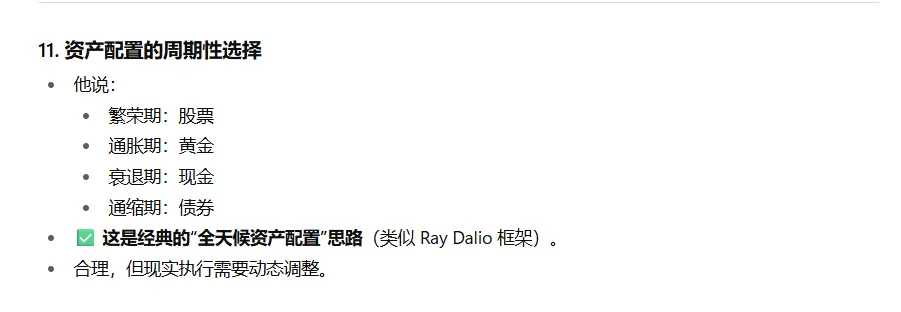 11. 资产配置的周期性选择
• 他说：
• 繁荣期：股票
• 通胀期：黄金
• 衰退期：现金
• 通缩期：债券
• ✅ 这是经典的“全天候资产配置”思路（类似 Ray Dalio 框架）。
• 合理，但现实执行需要动态调整。